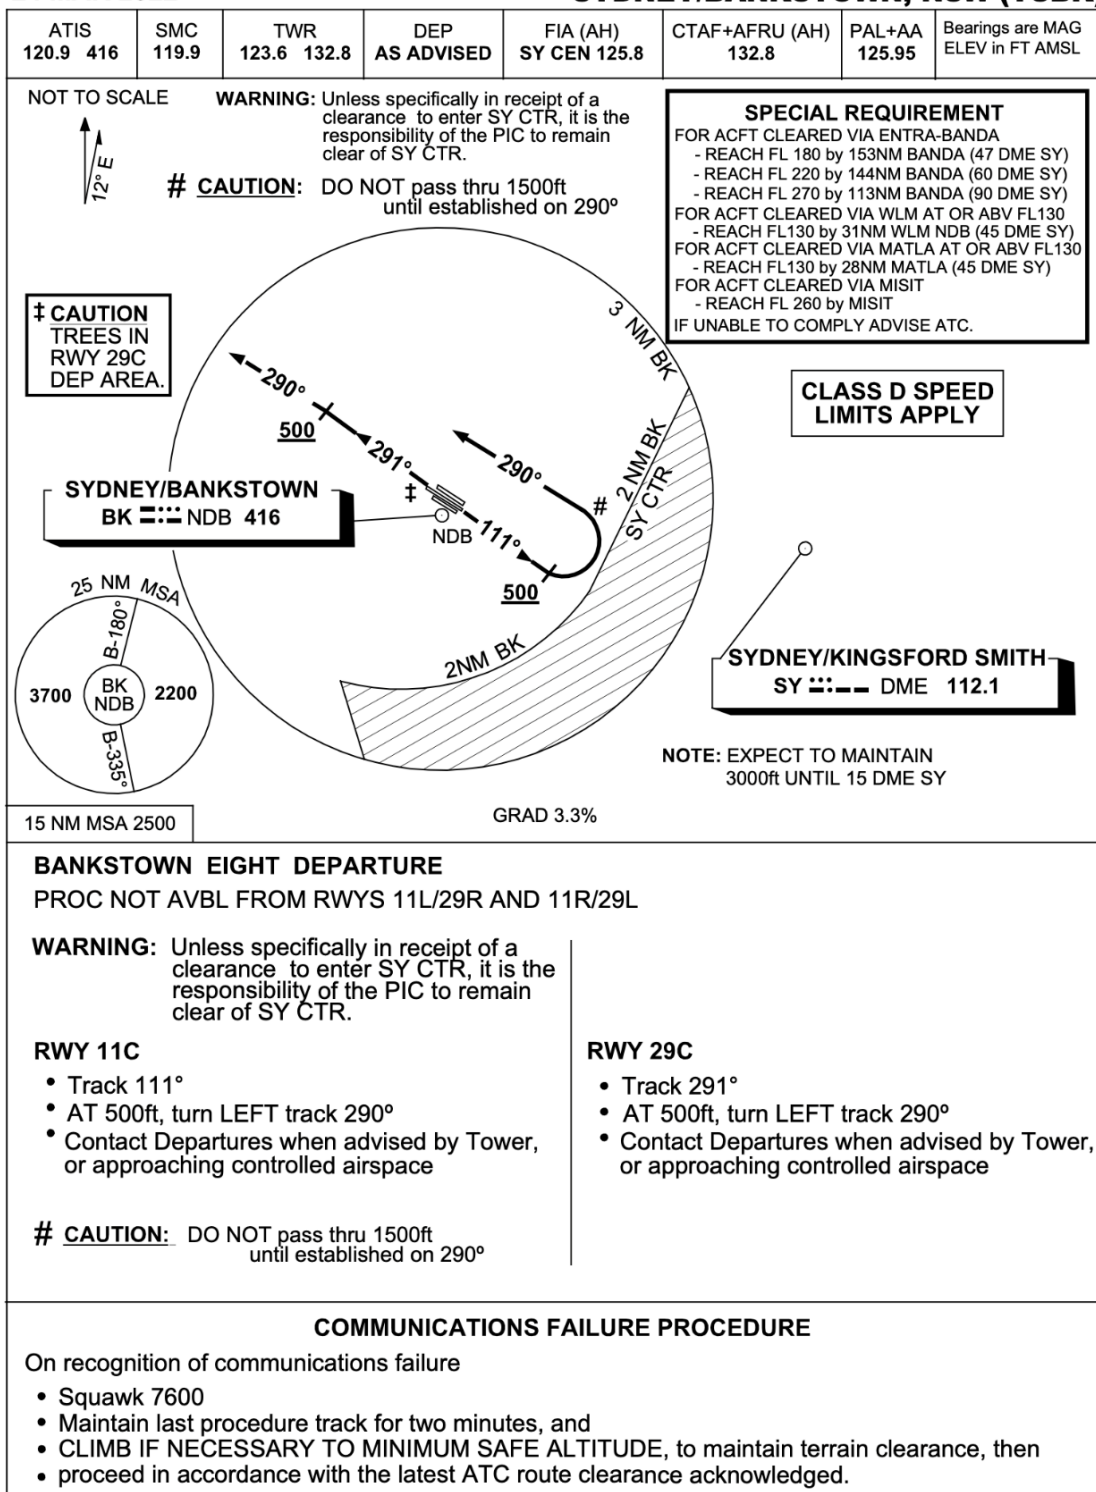 ATIS
120.9 416
SMC
119.9
TWR
123.6 132.8
DEP
AS ADVISED
FIA (AH)
SY CEN 125.8
CTAF+AFRU (AH)
132.8
PAL+AA
125.95
Bearings are MAG
ELEV in FT AMSL
NOT TO SCALE
12° E
WARNING: Unless specifically in receipt of a
clearance to enter SY CTR, it is the
responsibility of the PIC to remain
clear of SY CTR.
# CAUTION: DO NOT pass thru 1500ft
until established on 290º
SPECIAL REQUIREMENT
FOR ACFT CLEARED VIA ENTRA-BANDA
- REACH FL 180 by 153NM BANDA (47 DME SY)
- REACH FL 220 by 144NM BANDA (60 DME SY)
- REACH FL 270 by 113NM BANDA (90 DME SY)
FOR ACFT CLEARED VIA WLM AT OR ABV FL130
- REACH FL130 by 31NM WLM NDB (45 DME SY)
FOR ACFT CLEARED VIA MATLA AT OR ABV FL130
- REACH FL130 by 28NM MATLA (45 DME SY)
FOR ACFT CLEARED VIA MISIT
- REACH FL 260 by MISIT
IF UNABLE TO COMPLY ADVISE ATC.
‡ CAUTION
TREES IN
RWY 29C
DEP AREA.
CLASS D SPEED
LIMITS APPLY
3 NM BK
290°
500
291°
290°
#
2 NM BK
SY CTR
‡
SYDNEY/BANKSTOWN
BK NDB 416
NDB
111°
500
2NM BK
25 NM MSA
B-180°
3700
BK
NDB
2200
B-335°
SYDNEY/KINGSFORD SMITH
SY DME 112.1
NOTE: EXPECT TO MAINTAIN
3000ft UNTIL 15 DME SY
15 NM MSA 2500
GRAD 3.3%
BANKSTOWN EIGHT DEPARTURE
PROC NOT AVBL FROM RWYS 11L/29R AND 11R/29L
WARNING: Unless specifically in receipt of a
clearance to enter SY CTR, it is the
responsibility of the PIC to remain
clear of SY CTR.
RWY 11C
• Track 111°
• AT 500ft, turn LEFT track 290º
• Contact Departures when advised by Tower,
or approaching controlled airspace
# CAUTION: DO NOT pass thru 1500ft
until established on 290º
RWY 29C
• Track 291°
• AT 500ft, turn LEFT track 290º
• Contact Departures when advised by Tower,
or approaching controlled airspace
COMMUNICATIONS FAILURE PROCEDURE
On recognition of communications failure
• Squawk 7600
• Maintain last procedure track for two minutes, and
• CLIMB IF NECESSARY TO MINIMUM SAFE ALTITUDE, to maintain terrain clearance, then
• proceed in accordance with the latest ATC route clearance acknowledged.